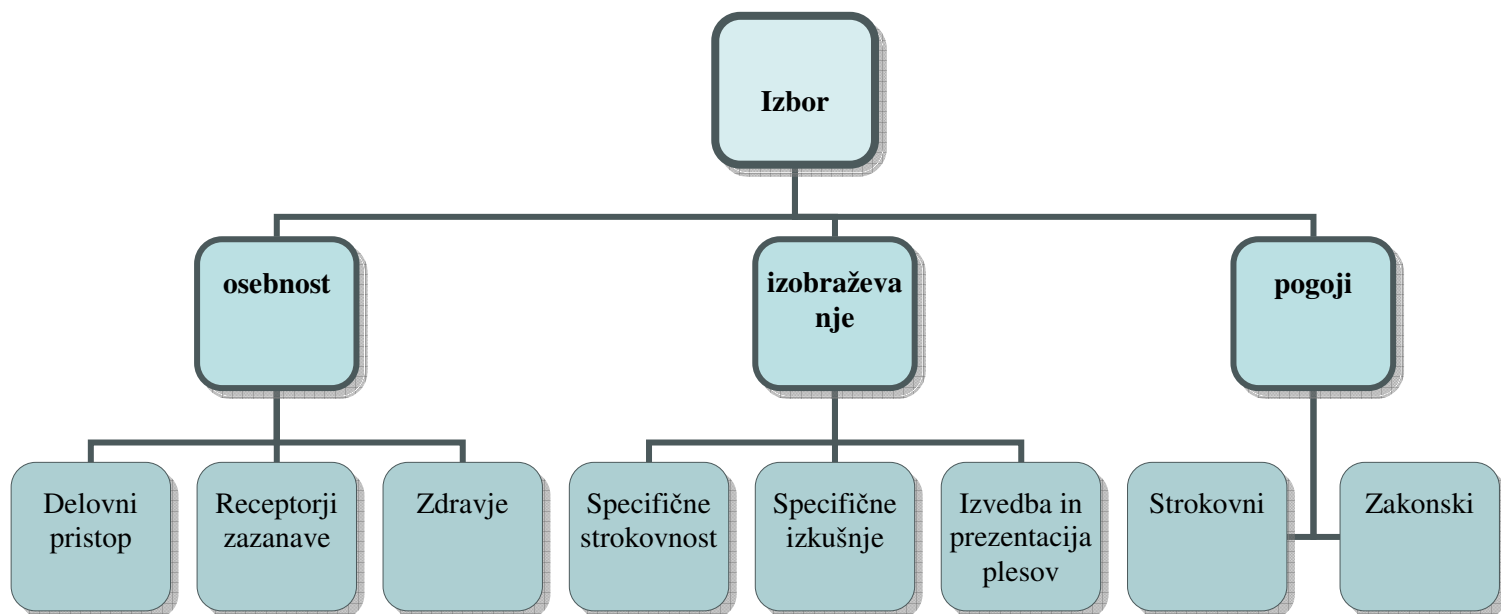 Izbor
osebnost
izobraževa
nje
pogoji
Delovni
pristop
Receptorji
zazanave
Zdravje
Specifične
strokovnost
Specifične
izkušnje
Izvedba in
prezentacija
plesov
Strokovni
Zakonski